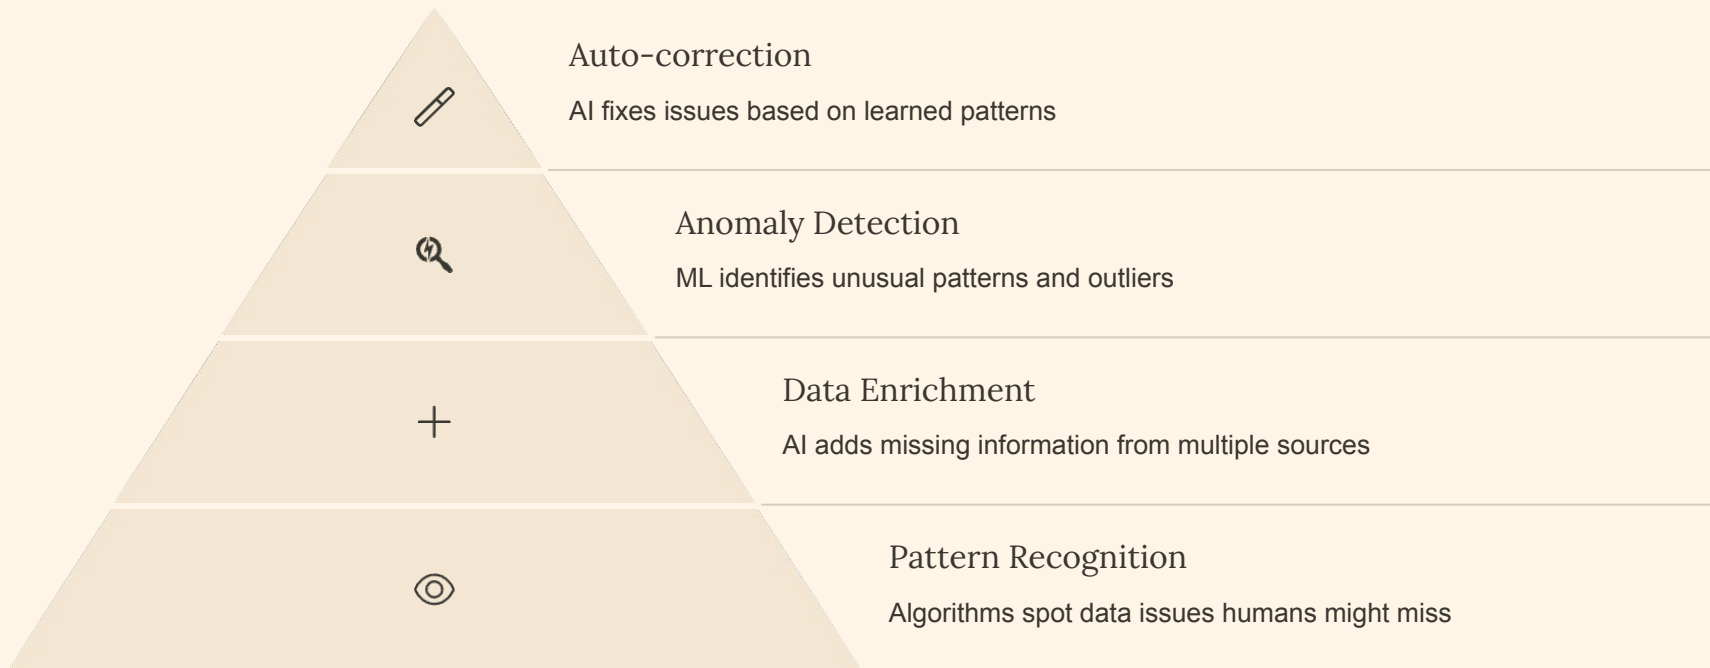 Auto-correction
AI fixes issues based on learned patterns
Anomaly Detection
ML identifies unusual patterns and outliers
Data Enrichment
AI adds missing information from multiple sources
Pattern Recognition
Algorithms spot data issues humans might miss